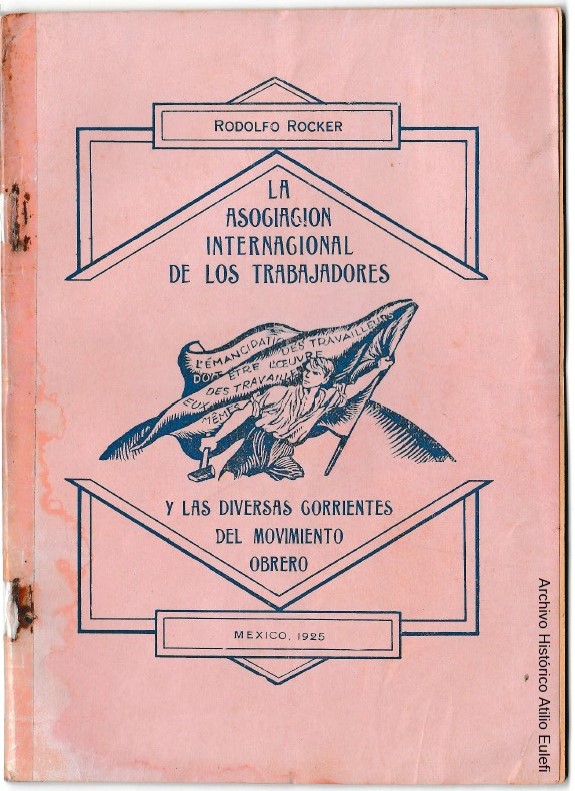 RODOLFO ROCKER
LA
ASOCIACION
INTERNACIONAL
DE LOS TRABAJADORES
L'ÉMANCIPATION DES TRAVAILLEURS
DOIT ÊTRE L'ŒUVRE
DES TRAVAILLEURS
EUX
MÊMES
Y LAS DIVERSAS CORRIENTES
DEL MOVIMIENTO
OBRERO
MEXICO, 1925
Archivo Histórico Atilio Eulefi